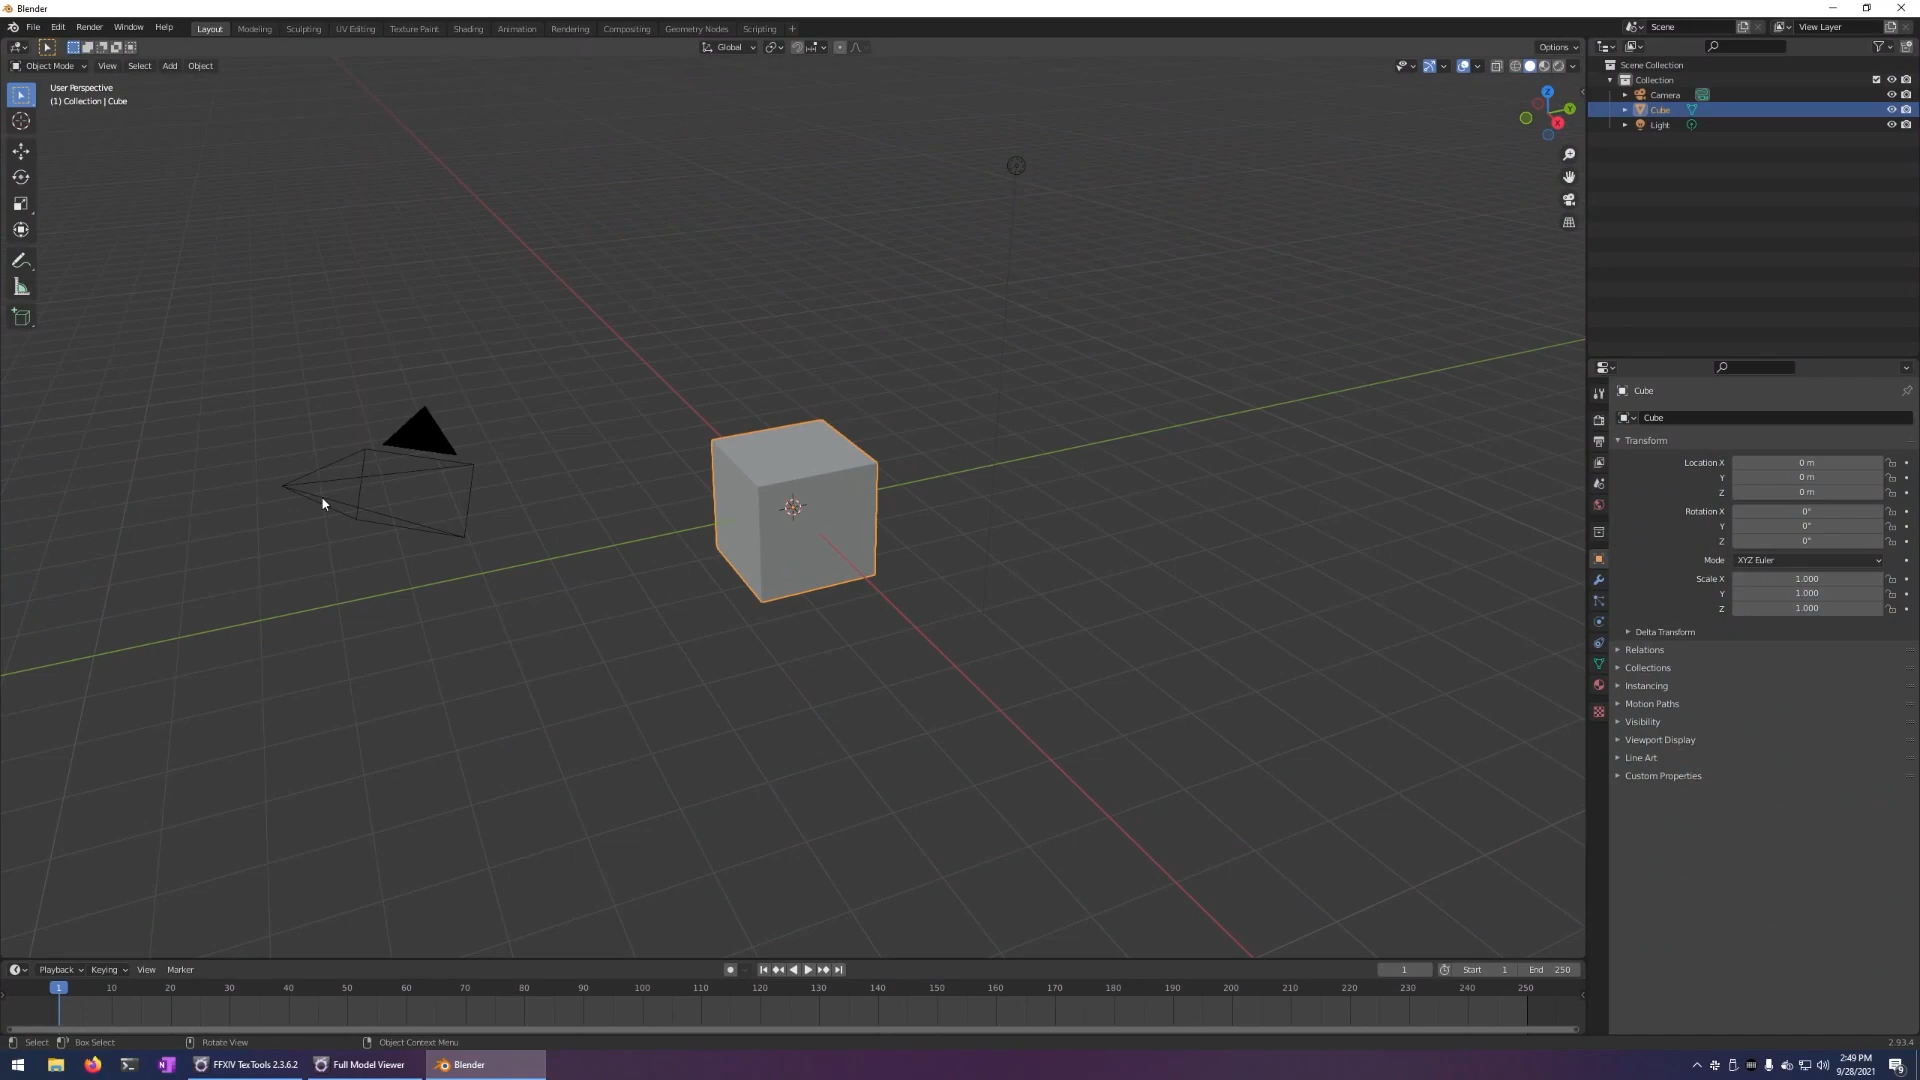 Blender
File Edit Render Window Help
Layout Modeling Sculpting UV Editing Texture Paint Shading Animation Rendering Compositing Geometry Nodes Scripting +
Scene
View Layer
Global
Options
Object Mode View Select Add Object
User Perspective
(1) Collection | Cube
Z
Y
X
Scene Collection
Collection
Camera
Cube
Light
Cube
Cube
Transform
Location X 0 m
Y 0 m
Z 0 m
Rotation X 0°
Y 0°
Z 0°
Mode XYZ Euler
Scale X 1.000
Y 1.000
Z 1.000
Delta Transform
Relations
Collections
Instancing
Motion Paths
Visibility
Viewport Display
Line Art
Custom Properties
Playback Keying View Marker
1 Start 1 End 250
1 10 20 30 40 50 60 70 80 90 100 110 120 130 140 150 160 170 180 190 200 210 220 230 240 250
Select Box Select Rotate View Object Context Menu
2.93.4
FFXIV TexTools 2.3.6.2 Full Model Viewer Blender
2:49 PM
9/28/2021